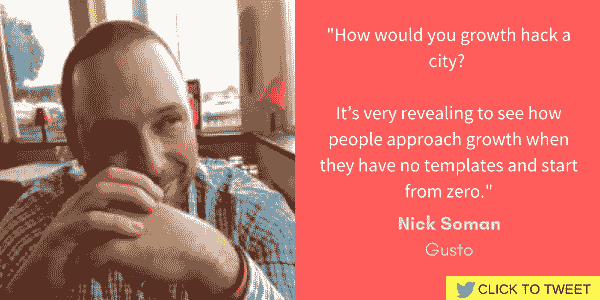 "How would you growth hack a
city?
It's very revealing to see how
people approach growth when
they have no templates and start
from zero."
Nick Soman
Gusto
CLICK TO TWEET